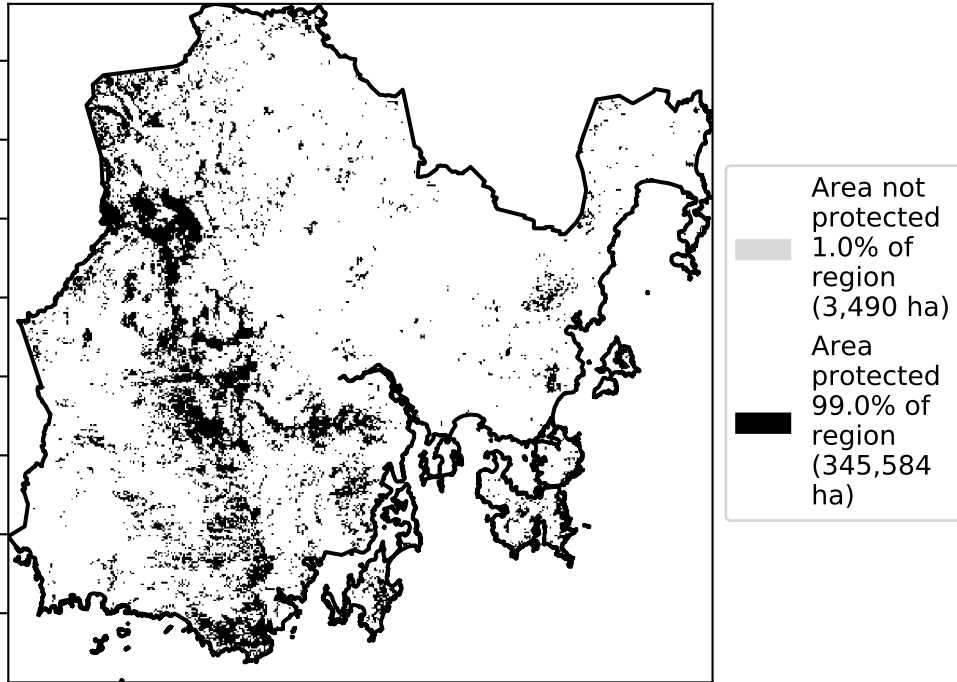 Area not
protected
1.0% of
region
(3,490 ha)
Area
protected
99.0% of
region
(345,584
ha)